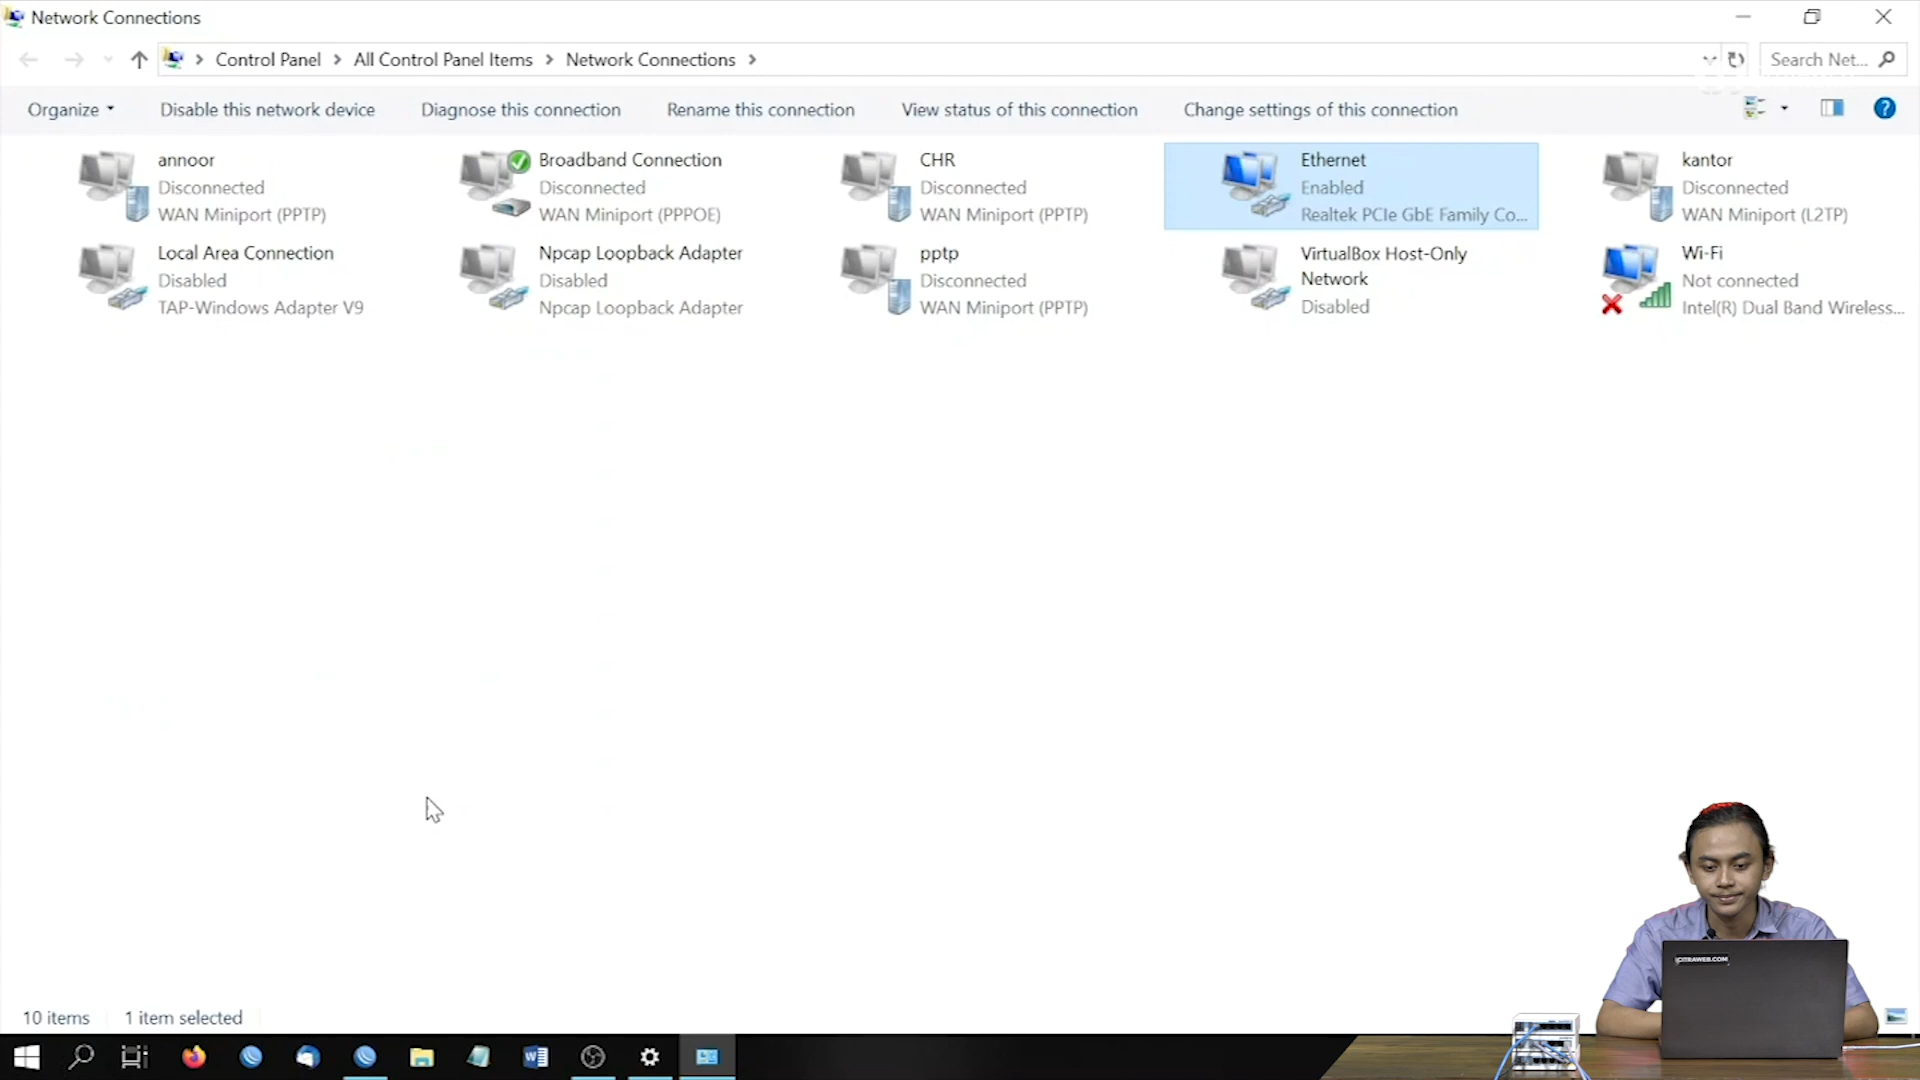 Network Connections
Control Panel > All Control Panel Items > Network Connections >
Search Net...
Organize
Disable this network device
Diagnose this connection
Rename this connection
View status of this connection
Change settings of this connection
annoor
Disconnected
WAN Miniport (PPTP)
Broadband Connection
Disconnected
WAN Miniport (PPPOE)
CHR
Disconnected
WAN Miniport (PPTP)
Ethernet
Enabled
Realtek PCIe GbE Family Co...
kantor
Disconnected
WAN Miniport (L2TP)
Local Area Connection
Disabled
TAP-Windows Adapter V9
Npcap Loopback Adapter
Disabled
Npcap Loopback Adapter
pptp
Disconnected
WAN Miniport (PPTP)
VirtualBox Host-Only
Network
Disabled
Wi-Fi
Not connected
Intel(R) Dual Band Wireless...
10 items
1 item selected
CITRAWEB.COM